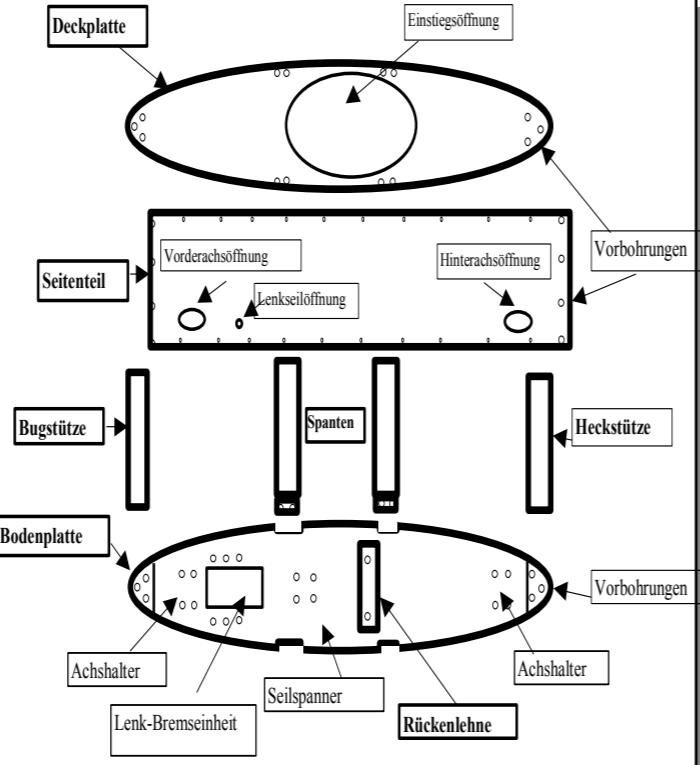 Deckplatte
Einstiegsöffnung
Vorbohrungen
Vorderachsöffnung
Hinterachsöffnung
Seitenteil
Lenkseilöffnung
Bugstütze
Spanten
Heckstütze
Bodenplatte
Vorbohrungen
Achshalter
Achshalter
Seilspanner
Lenk-Bremseinheit
Rückenlehne